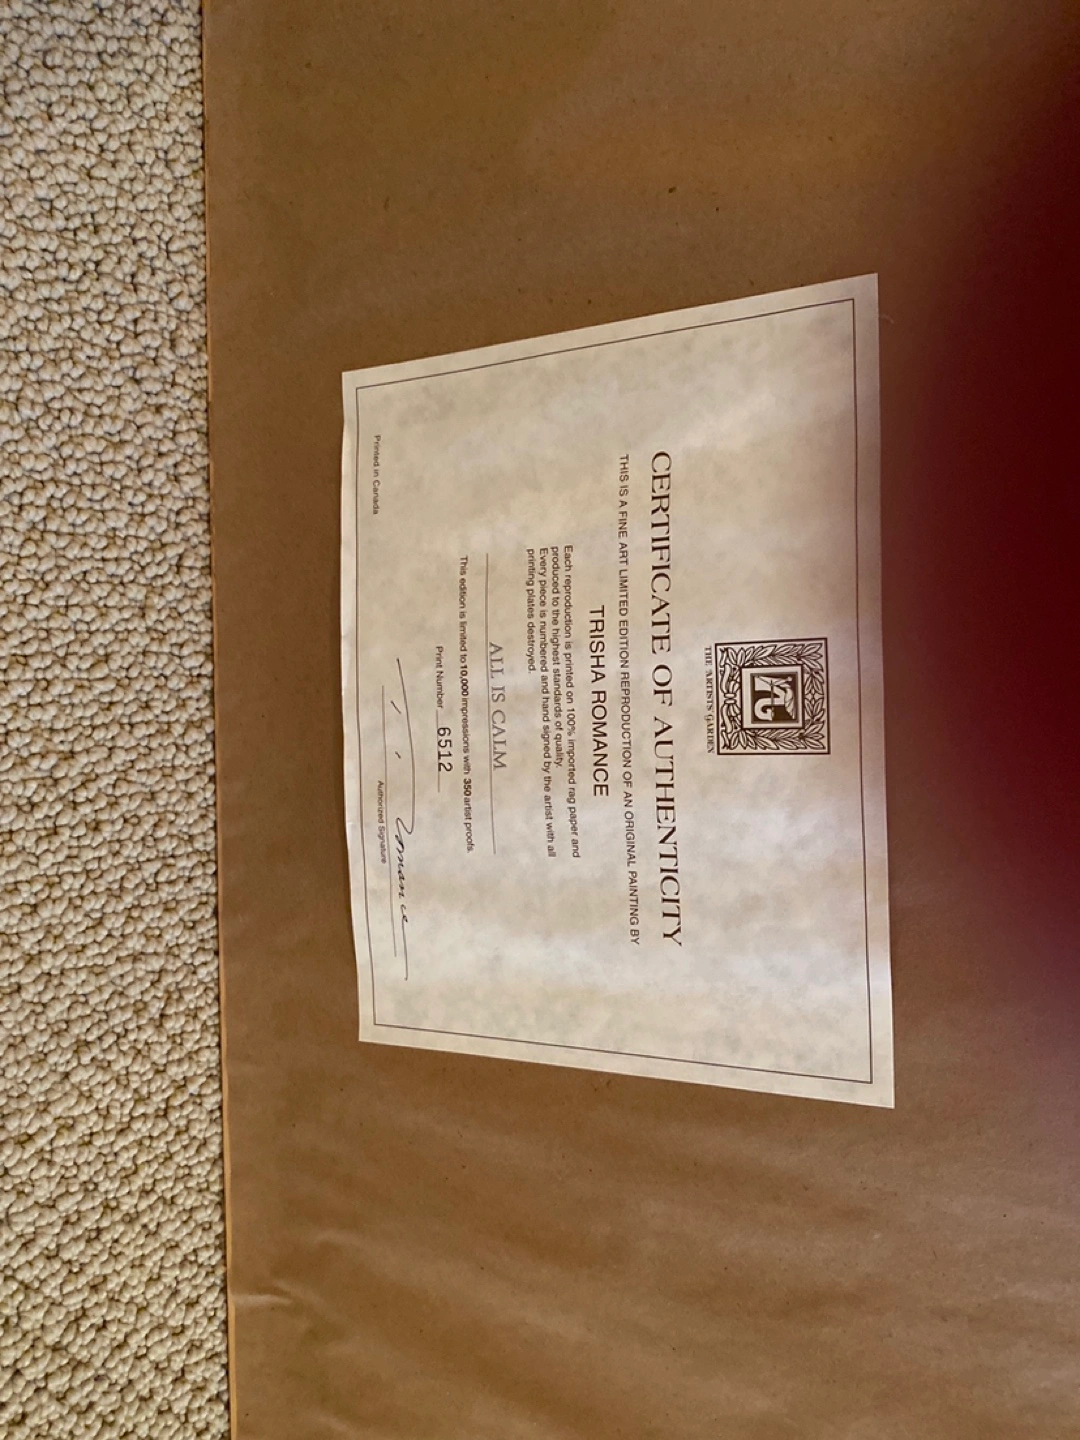 THE ARTISTS' GARDEN
CERTIFICATE OF AUTHENTICITY
THIS IS A FINE ART LIMITED EDITION REPRODUCTION OF AN ORIGINAL PAINTING BY
TRISHA ROMANCE
Each reproduction is printed on 100% imported rag paper and
produced to the highest standards of quality.
Every piece is numbered and hand signed by the artist with all
printing plates destroyed.
ALL IS CALM
This edition is limited to 10,000 impressions with 350 artist proofs.
Print Number 6512
T. Romance
Authorized Signature
Printed in Canada